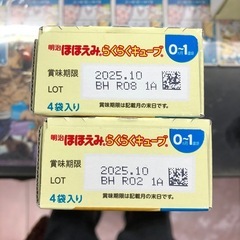 明治 ほほえみ らくらくキューブ 0~1歳頃
賞味期限 2025.10
LOT BH R08 1A
4袋入り ※賞味期限は記載月の末日です。
明治 ほほえみ らくらくキューブ 0~1歳頃
賞味期限 2025.10
LOT BH R02 1A
4袋入り ※賞味期限は記載月の末日です。